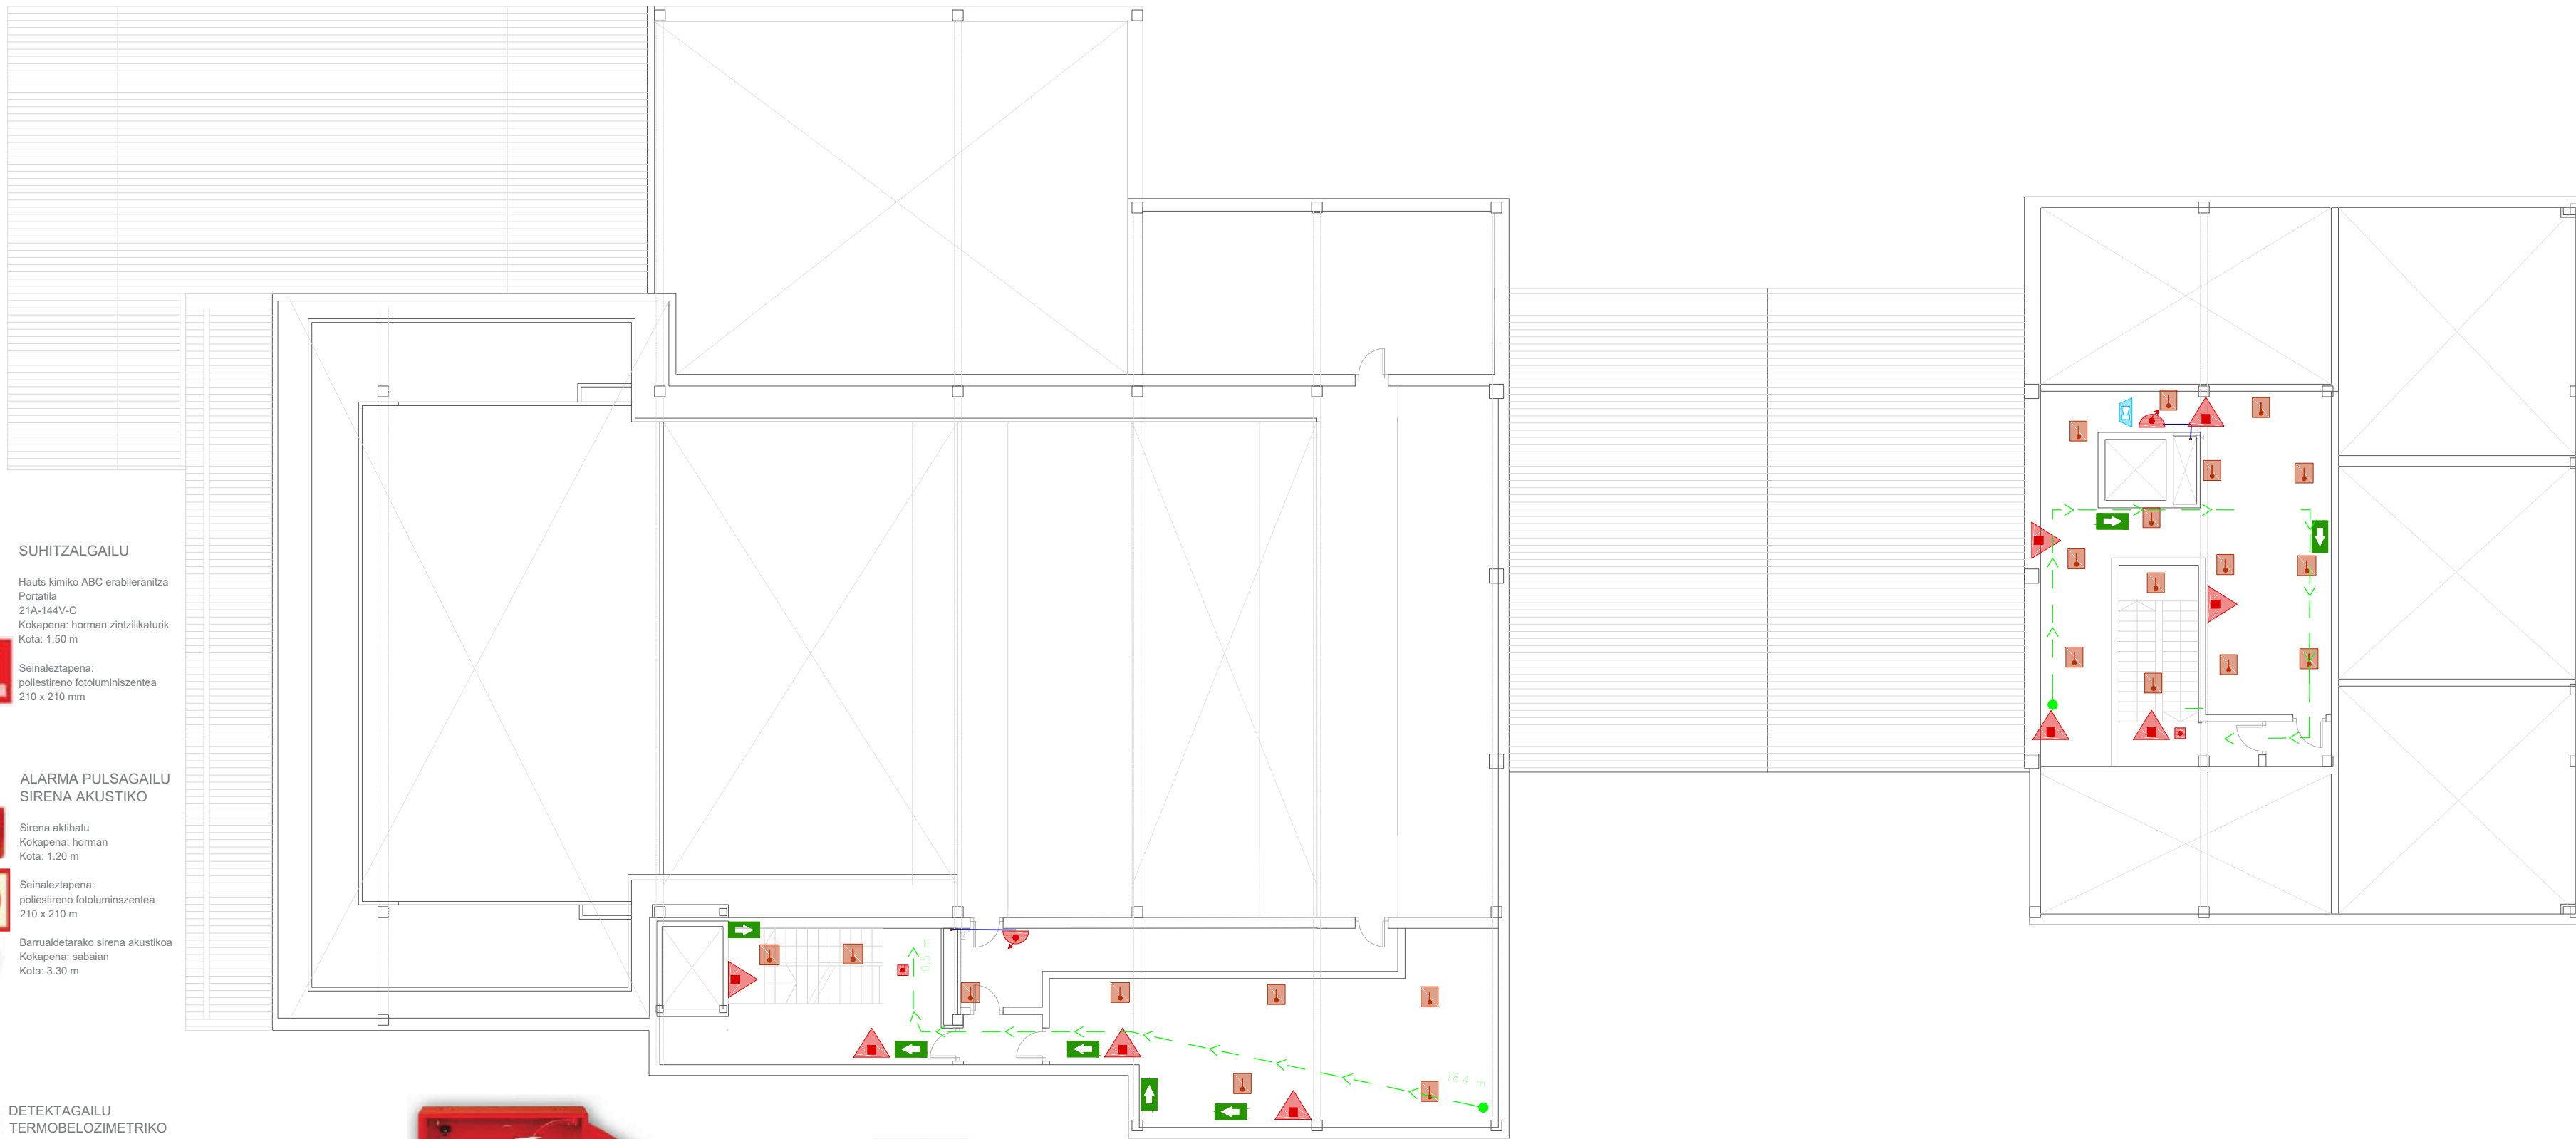 SUHITZALGAILU
Hauts kimiko ABC erabileranitza
Portatila
21A-144V-C
Kokapena: horman zintzilikaturik
Kota: 1.50 m
Seinaleztapena:
poliestireno fotoluminiszentea
210 x 210 mm
ALARMA PULSAGAILU
SIRENA AKUSTIKO
Sirena aktibatu
Kokapena: horman
Kota: 1.20 m
Seinaleztapena:
poliestireno fotoluminszentea
210 x 210 m
Barrualdetarako sirena akustikoa
Kokapena: sabaian
Kota: 3.30 m
DETEKTAGAILU
TERMOBELOZIMETRIKO
16,4 m